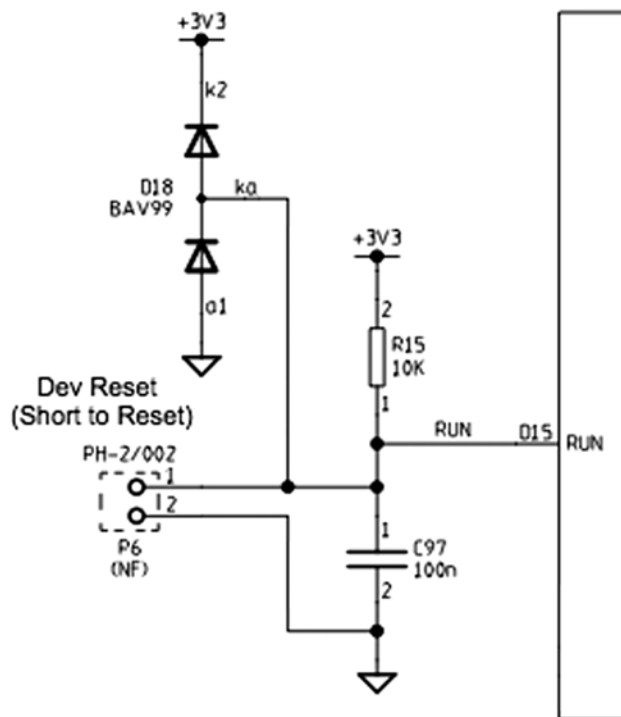 +3V3
k2
D18
BAV99
ka
a1
+3V3
2
R15
10K
1
RUN
D15
RUN
Dev Reset
(Short to Reset)
PH-2/002
1
2
P6
(NF)
1
C97
100n
2